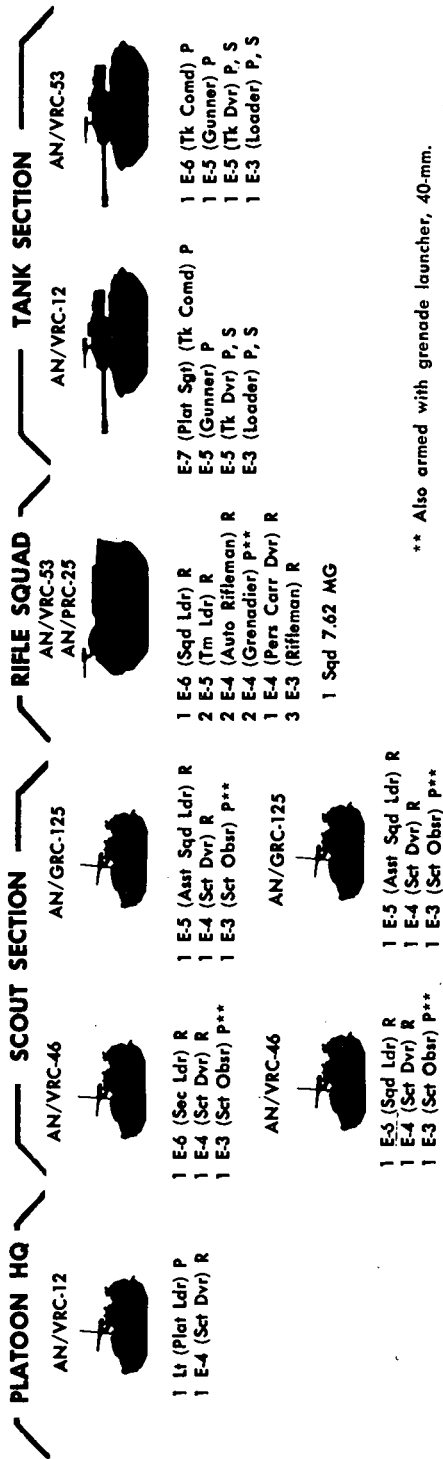 PLATOON HQ
AN/VRC-12
1 Lt (Plat Ldr) P
1 E-4 (Sct Dvr) R
SCOUT SECTION
AN/VRC-46
1 E-6 (Sec Ldr) R
1 E-4 (Sct Dvr) R
1 E-3 (Sct Obsr) P**
AN/GRC-125
1 E-5 (Asst Sqd Ldr) R
1 E-4 (Sct Dvr) R
1 E-3 (Sct Obsr) P**
AN/VRC-46
1 E-6 (Sqd Ldr) R
1 E-4 (Sct Dvr) R
1 E-3 (Sct Obsr) P**
AN/GRC-125
1 E-5 (Asst Sqd Ldr) R
1 E-4 (Sct Dvr) R
1 E-3 (Sct Obsr) P**
RIFLE SQUAD
AN/VRC-53
AN/PRC-25
1 E-6 (Sqd Ldr) R
2 E-5 (Tm Ldr) R
2 E-4 (Auto Rifleman) R
2 E-4 (Grenadier) P**
1 E-4 (Pers Carr Dvr) R
3 E-3 (Rifleman) R
1 Sqd 7.62 MG
TANK SECTION
AN/VRC-12
E-7 (Plat Sgt) (Tk Comd) P
E-5 (Gunner) P
E-5 (Tk Dvr) P, S
E-3 (Loader) P, S
AN/VRC-53
1 E-6 (Tk Comd) P
1 E-5 (Gunner) P
1 E-5 (Tk Dvr) P, S
1 E-3 (Loader) P, S
** Also armed with grenade launcher, 40-mm.